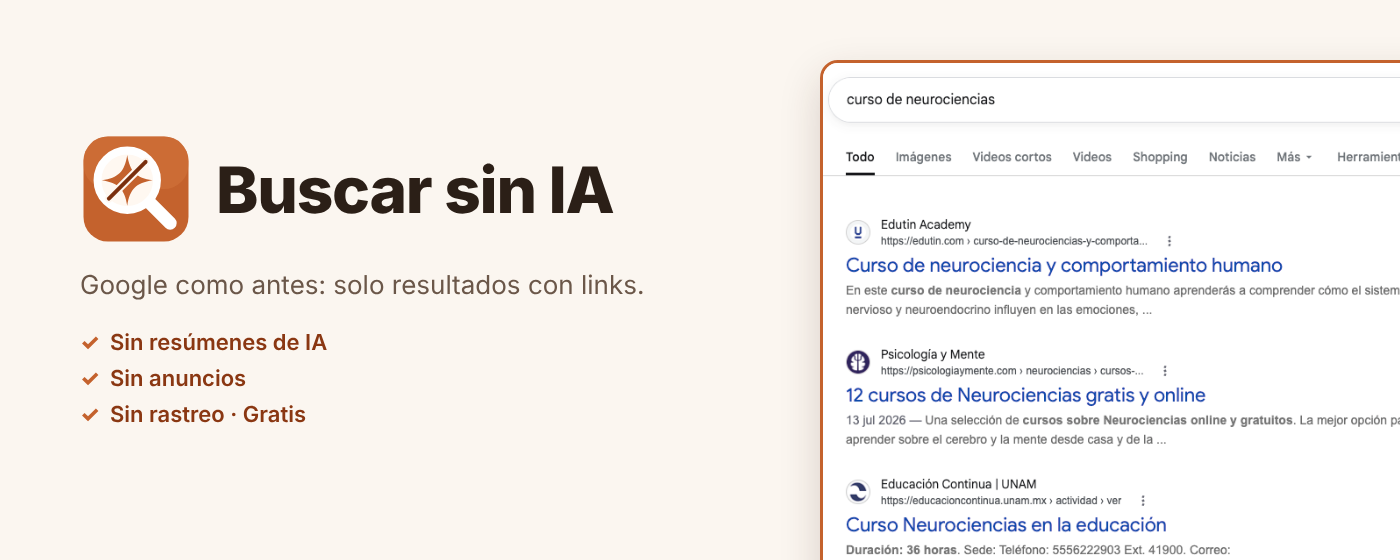 Buscar sin IA
Google como antes: solo resultados con links.
Sin resúmenes de IA
Sin anuncios
Sin rastreo · Gratis
curso de neurociencias
Todo Imágenes Videos cortos Videos Shopping Noticias Más Herramient
Edutin Academy
https://edutin.com › curso-de-neurociencias-y-comporta...
Curso de neurociencia y comportamiento humano
En este curso de neurociencia y comportamiento humano aprenderás a comprender cómo el sistem
nervioso y neuroendocrino influyen en las emociones, ...
Psicología y Mente
https://psicologiaymente.com › neurociencias › cursos-...
12 cursos de Neurociencias gratis y online
13 jul 2026 — Una selección de cursos sobre Neurociencias online y gratuitos. La mejor opción pa
aprender sobre el cerebro y la mente desde casa y de la ...
Educación Continua | UNAM
https://educacioncontinua.unam.mx › actividad › ver
Curso Neurociencias en la educación
Duración: 36 horas. Sede: Teléfono: 5556222903 Ext. 41900. Correo: